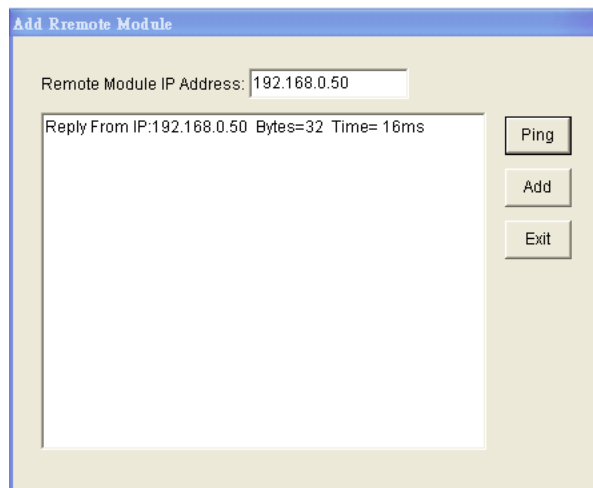 Add Rremote Module
Remote Module IP Address: 192.168.0.50
Reply From IP:192.168.0.50 Bytes=32 Time= 16ms
Ping
Add
Exit